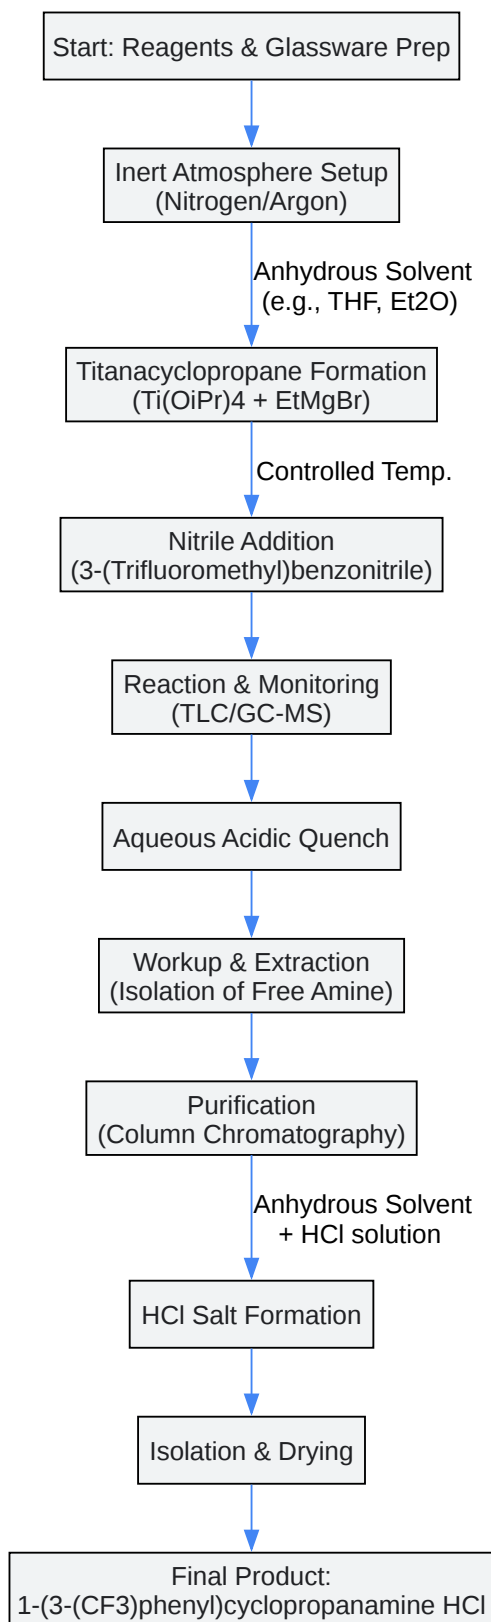 Start: Reagents & Glassware Prep
Inert Atmosphere Setup
(Nitrogen/Argon)
Anhydrous Solvent
(e.g., THF, Et2O)
Titanacyclopropane Formation
(Ti(OiPr)4 + EtMgBr)
Controlled Temp.
Nitrile Addition
(3-(Trifluoromethyl)benzonitrile)
Reaction & Monitoring
(TLC/GC-MS)
Aqueous Acidic Quench
Workup & Extraction
(Isolation of Free Amine)
Purification
(Column Chromatography)
Anhydrous Solvent
+ HCl solution
HCl Salt Formation
Isolation & Drying
Final Product:
1-(3-(CF3)phenyl)cyclopropanamine HCl